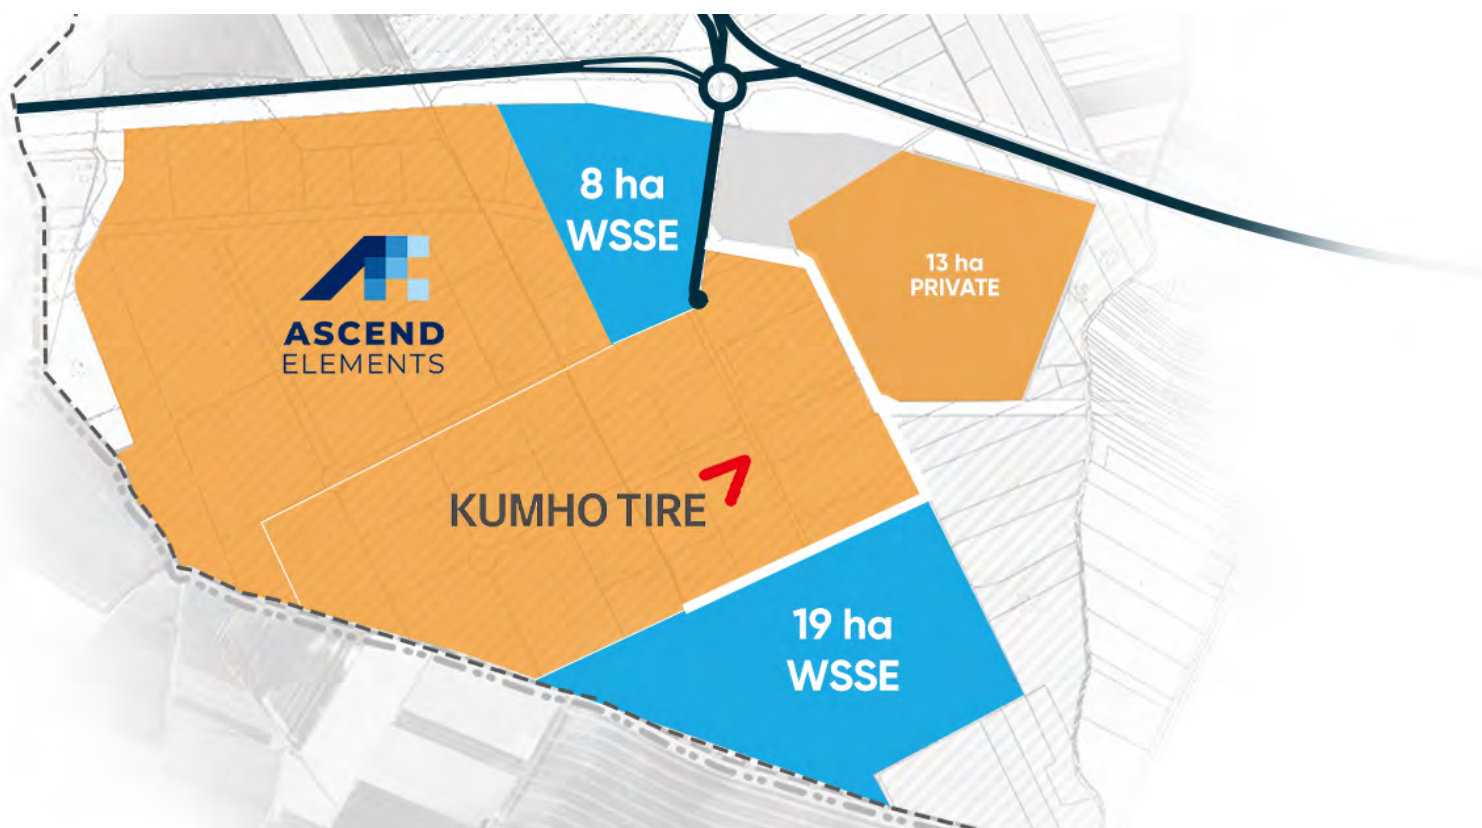 8 ha
WSSE
13 ha
PRIVATE
ASCEND
ELEMENTS
KUMHO TIRE
19 ha
WSSE